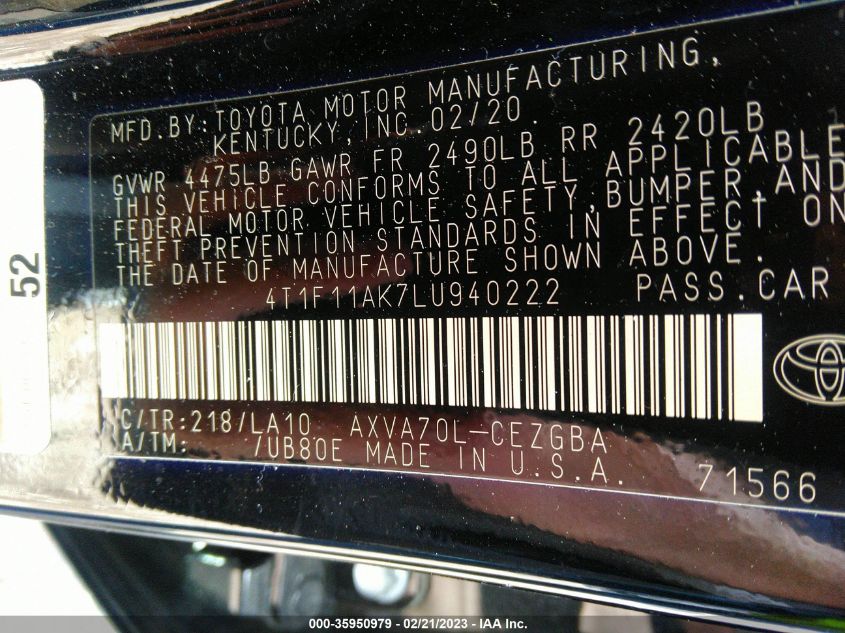 MFD.BY:TOYOTA MOTOR MANUFACTURING,
KENTUCKY,INC.02/20.
GVWR 4475LB GAWR FR 2490LB RR 2420LB
THIS VEHICLE CONFORMS TO ALL APPLICABLE
FEDERAL MOTOR VEHICLE SAFETY,BUMPER,AND
THEFT PREVENTION STANDARDS IN EFFECT ON
THE DATE OF MANUFACTURE SHOWN ABOVE.
4T1F11AK7LU940222 PASS.CAR
C/TR:218/LA10 AXVA70L-CEZGBA
A/TM: /UB80E MADE IN U.S.A. 71566
52
000-35950979 - 02/21/2023 - IAA Inc.